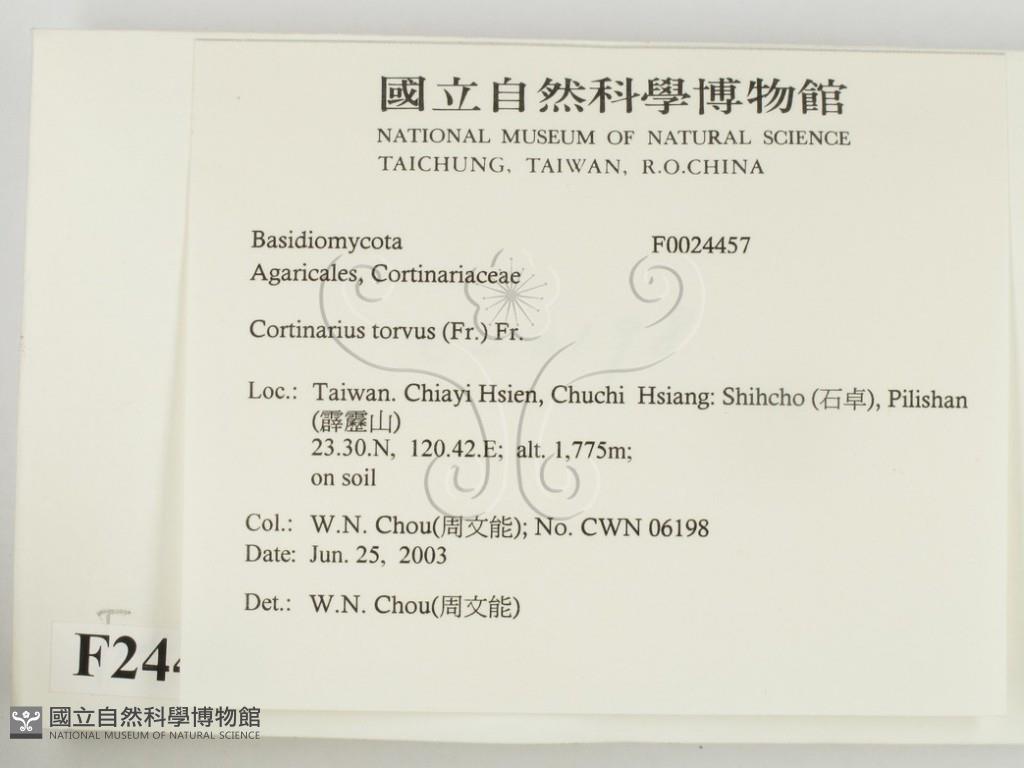 國立自然科學博物館
NATIONAL MUSEUM OF NATURAL SCIENCE
TAICHUNG, TAIWAN, R.O.CHINA
Basidiomycota F0024457
Agaricales, Cortinariaceae
Cortinarius torvus (Fr.) Fr.
Loc.: Taiwan. Chiayi Hsien, Chuchi Hsiang: Shihcho (石卓), Pilishan
(霹靂山)
23.30.N, 120.42.E; alt. 1,775m;
on soil
Col.: W.N. Chou(周文能); No. CWN 06198
Date: Jun. 25, 2003
Det.: W.N. Chou(周文能)
F244
國立自然科學博物館
NATIONAL MUSEUM OF NATURAL SCIENCE